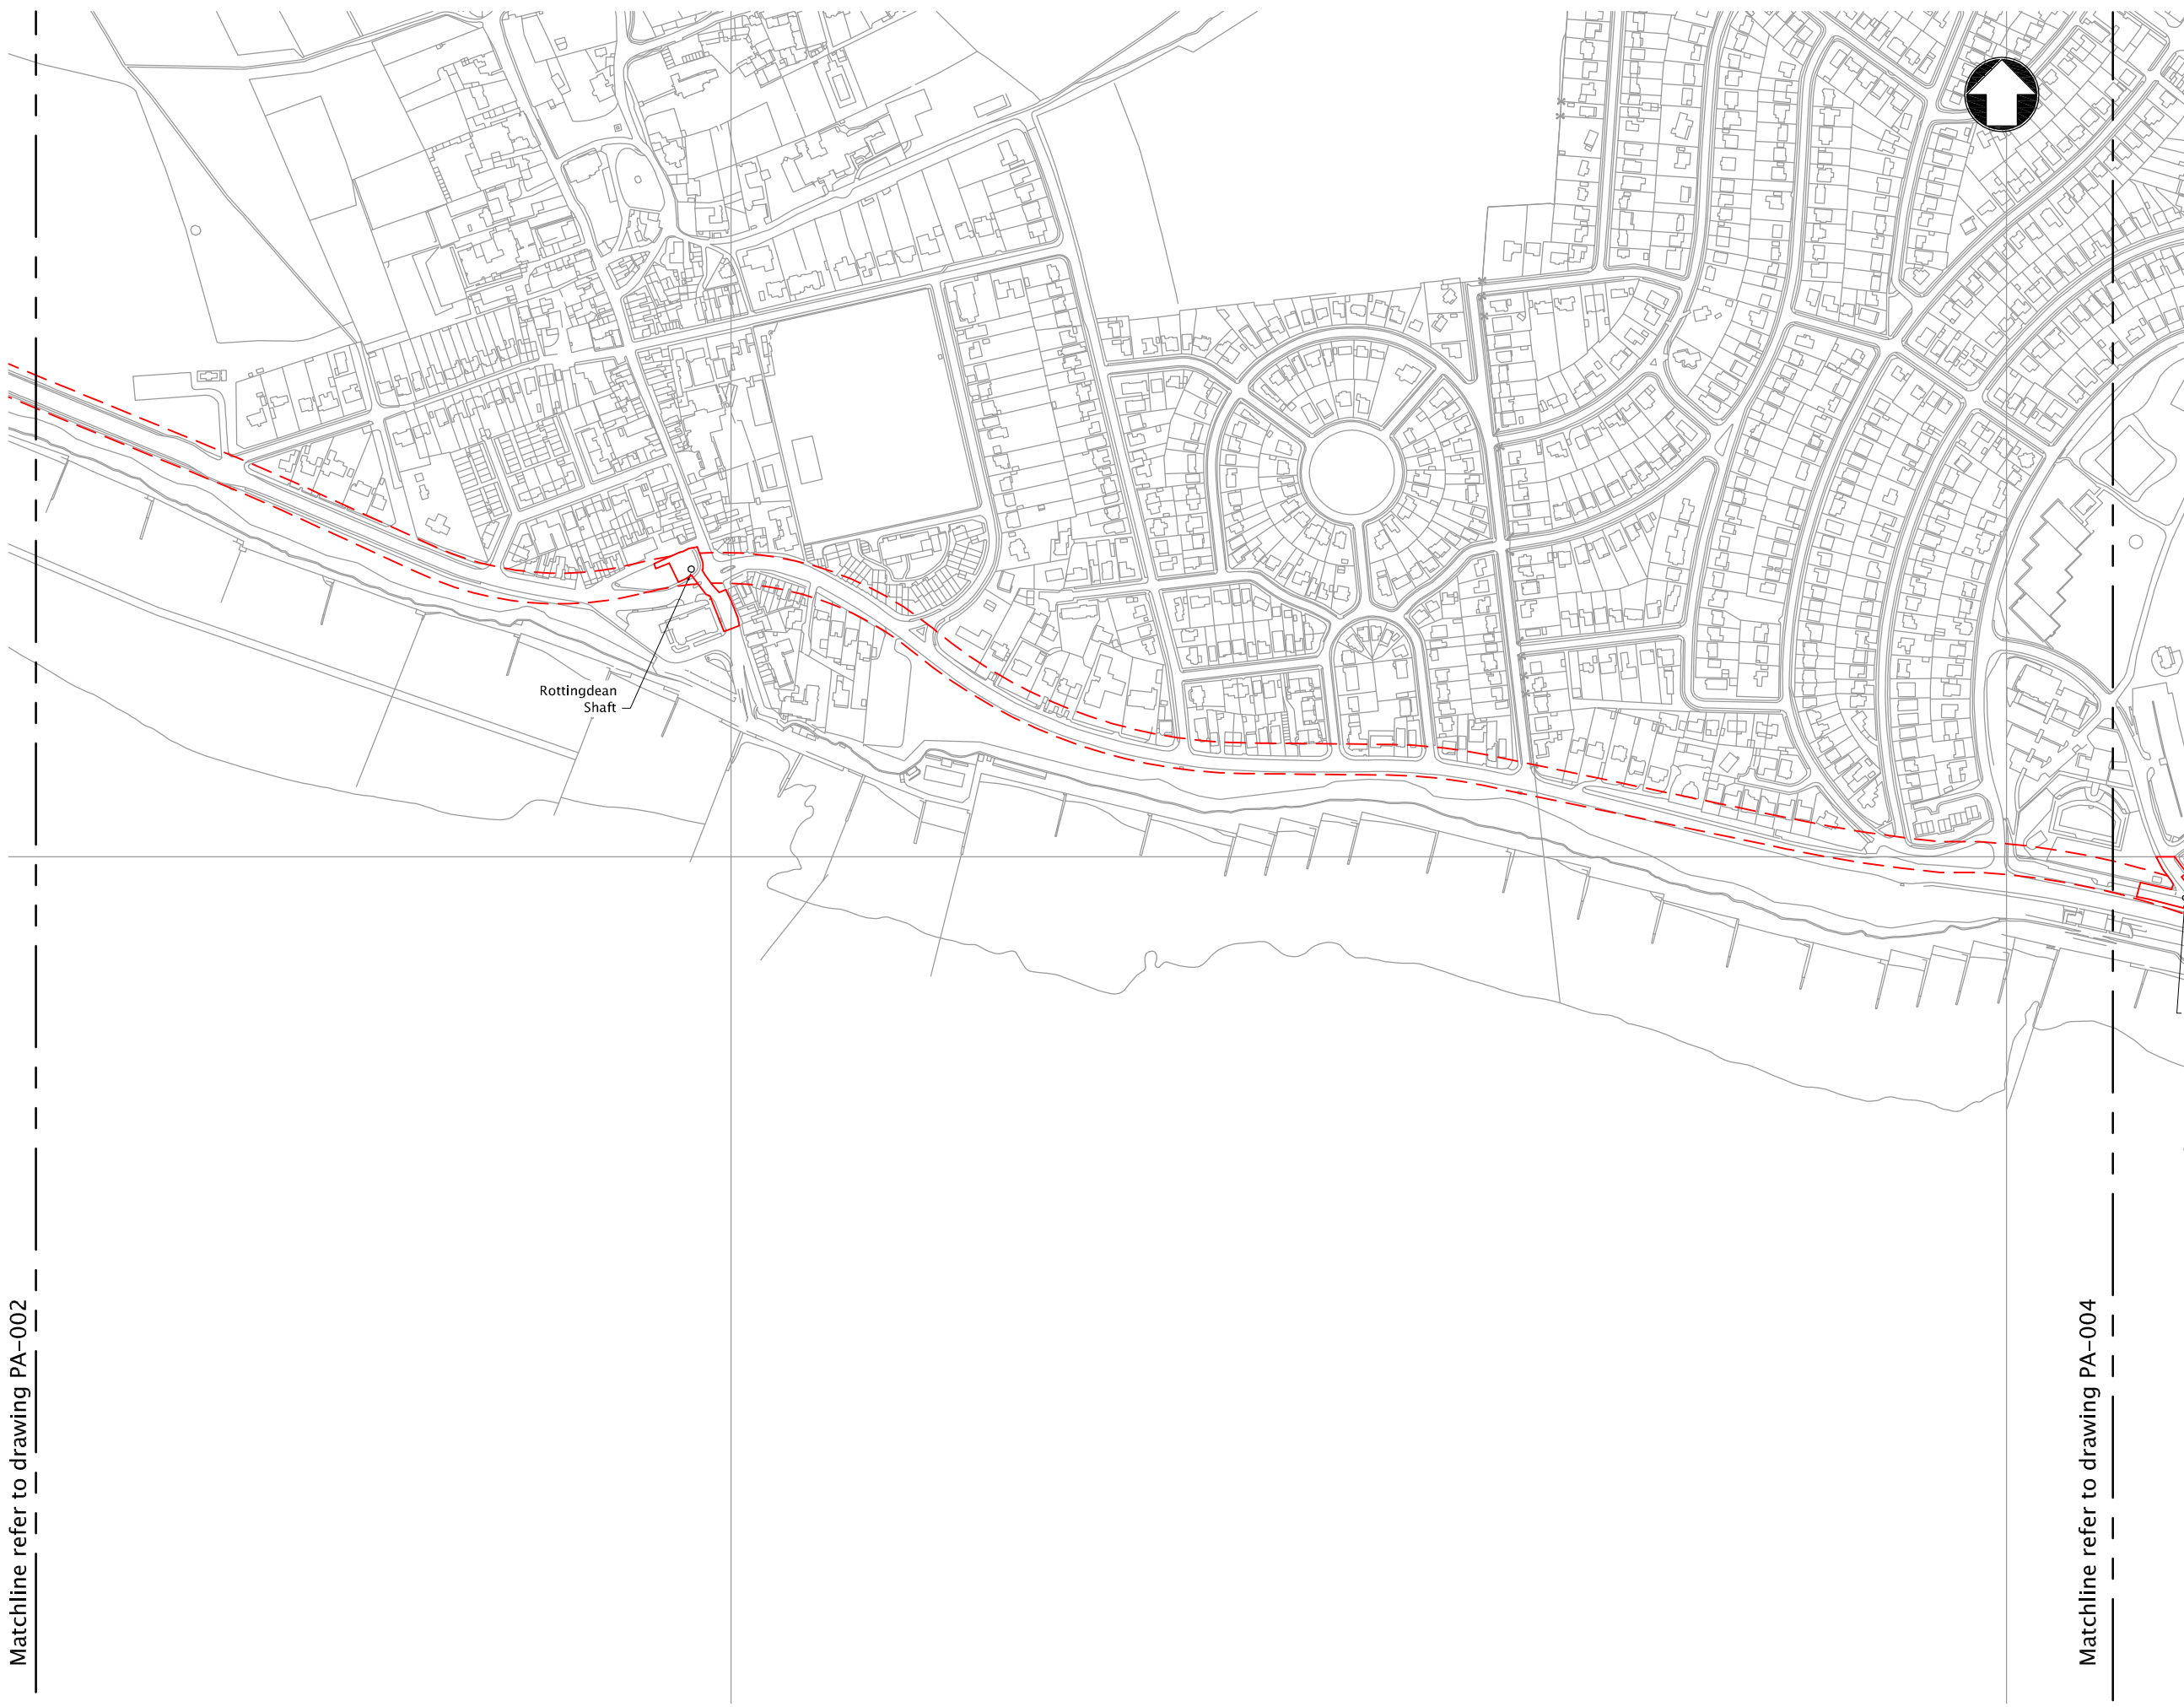 Rottingdean
Shaft
Matchline refer to drawing PA-002
Matchline refer to drawing PA-004